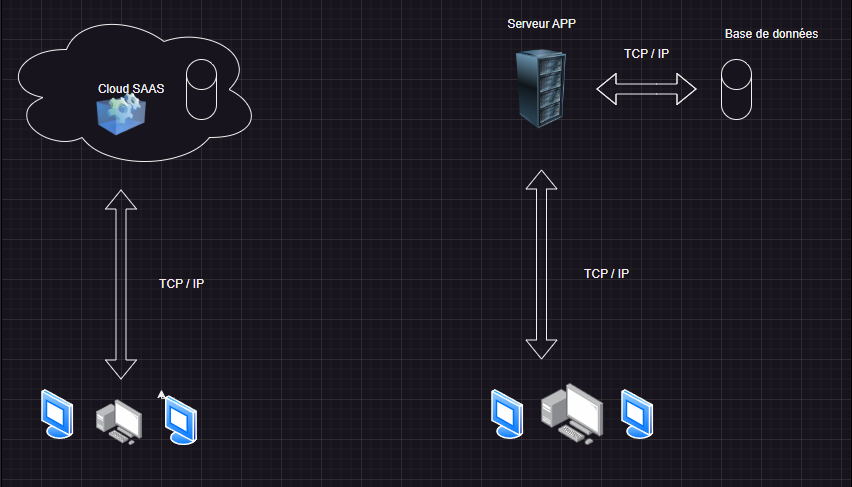 Serveur APP
Base de données
TCP / IP
Cloud SAAS
TCP / IP
TCP / IP